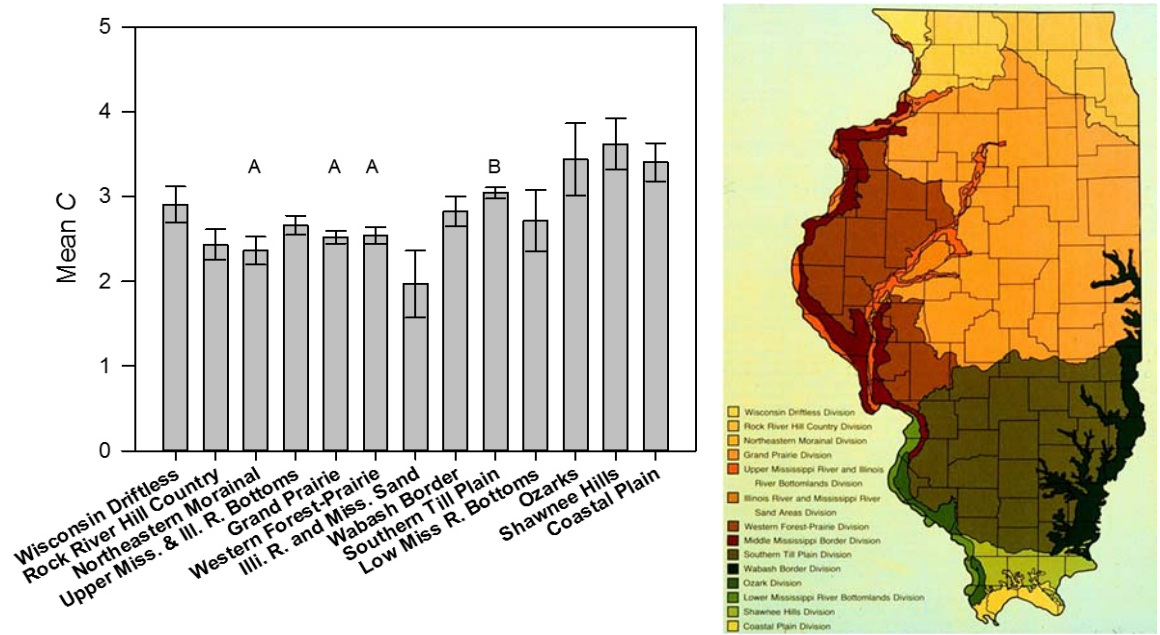 5
4
3
2
1
0
Mean C
A
A
A
B
Wisconsin Driftless
Rock River Hill Country
Northeastern Morainal
Upper Miss. & Ill. R. Bottoms
Grand Prairie
Western Forest-Prairie
Illi. R. and Miss. Sand
Wabash Border
Southern Till Plain
Low Miss R. Bottoms
Ozarks
Shawnee Hills
Coastal Plain
Wisconsin Driftless Division
Rock River Hill Country Division
Northeastern Morainal Division
Grand Prairie Division
Upper Mississippi River and Illinois
River Bottomlands Division
Illinois River and Mississippi River
Sand Areas Division
Western Forest-Prairie Division
Middle Mississippi Border Division
Southern Till Plain Division
Wabash Border Division
Ozark Division
Lower Mississippi River Bottomlands Division
Shawnee Hills Division
Coastal Plain Division